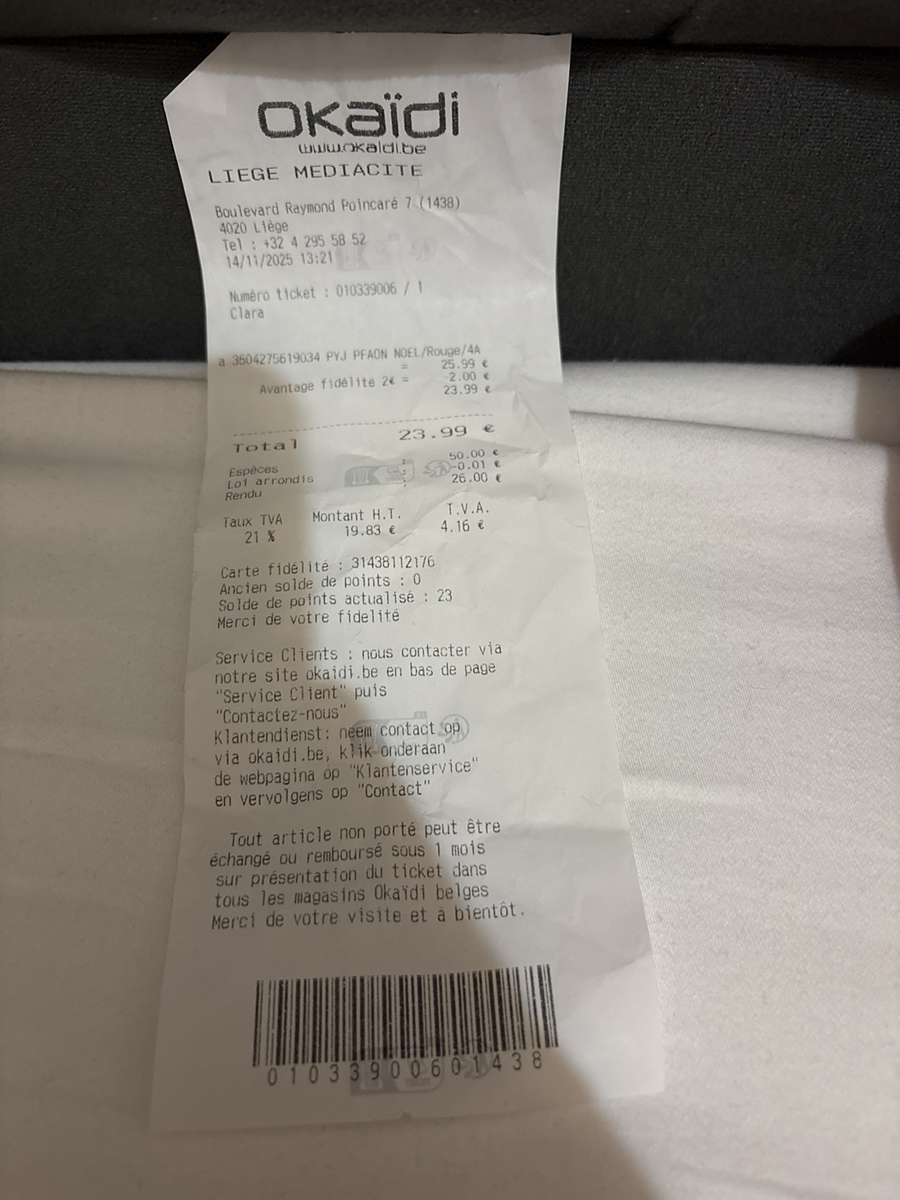 okaïdi
www.okaidi.be
LIEGE MEDIACITE
Boulevard Raymond Poincaré 7 (1438)
4020 Liège
Tel : +32 4 295 58 52
14/11/2025 13:21
Numéro ticket : 010339006 / 1
Clara
a 3604275619034 PYJ PFAON NOEL/Rouge/4A
= 25.99 €
Avantage fidélité 2€ = -2.00 €
23.99 €
Total 23.99 €
Espèces 50.00 €
Loi arrondis -0.01 €
Rendu 26.00 €
Taux TVA Montant H.T. T.V.A.
21 % 19.83 € 4.16 €
Carte fidélité : 31438112176
Ancien solde de points : 0
Solde de points actualisé : 23
Merci de votre fidelité
Service Clients : nous contacter via
notre site okaidi.be en bas de page
"Service Client" puis
"Contactez-nous"
Klantendienst: neem contact op
via okaidi.be, klik onderaan
de webpagina op "Klantenservice"
en vervolgens op "Contact"
Tout article non porté peut être
échangé ou remboursé sous 1 mois
sur présentation du ticket dans
tous les magasins Okaïdi belges
Merci de votre visite et à bientôt.
01033900601438